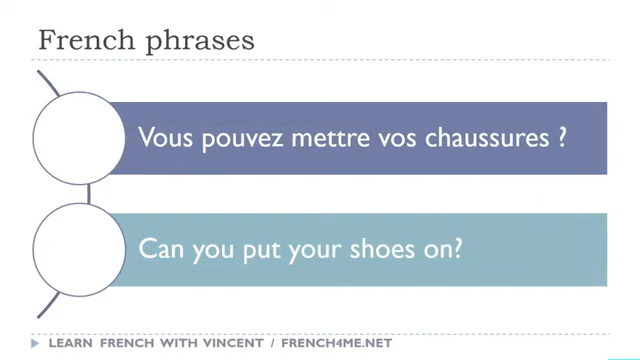 French phrases
Vous pouvez mettre vos chaussures ?
Can you put your shoes on?
LEARN FRENCH WITH VINCENT / FRENCH4ME.NET